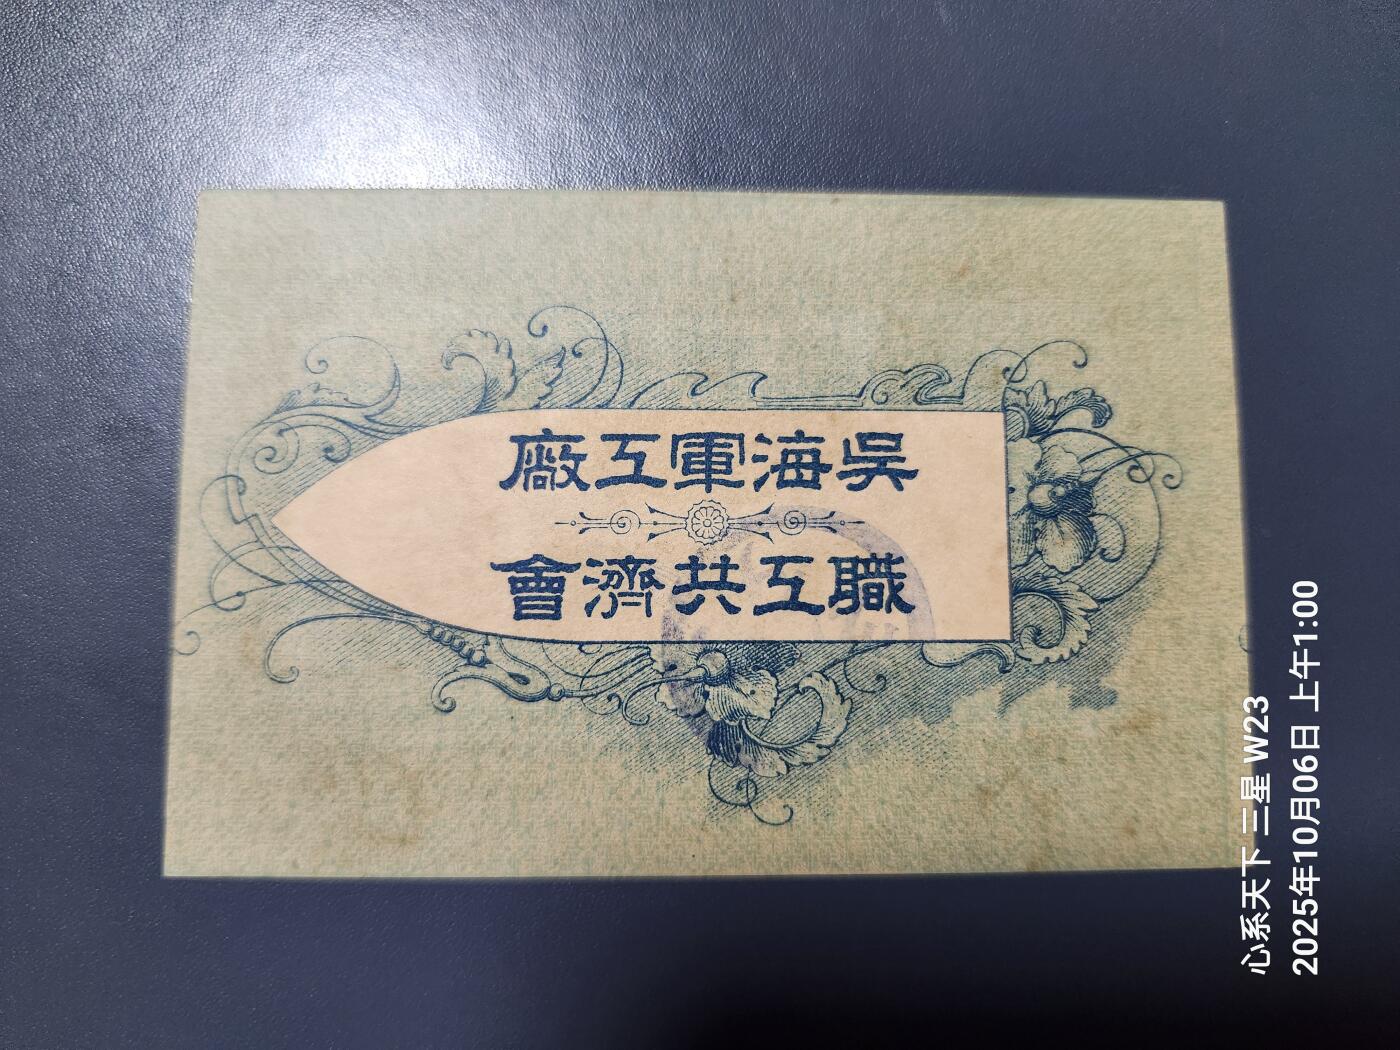 吳海軍工廠
職工共濟會
心系天下 三星 W23
2025年10月06日 上午1:00